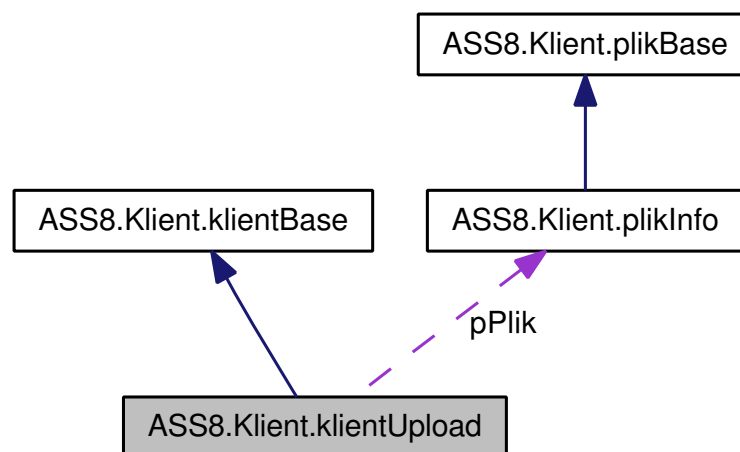 ASS8.Klient.plikBase
ASS8.Klient.klientBase
ASS8.Klient.plikInfo
pPlik
ASS8.Klient.klientUpload